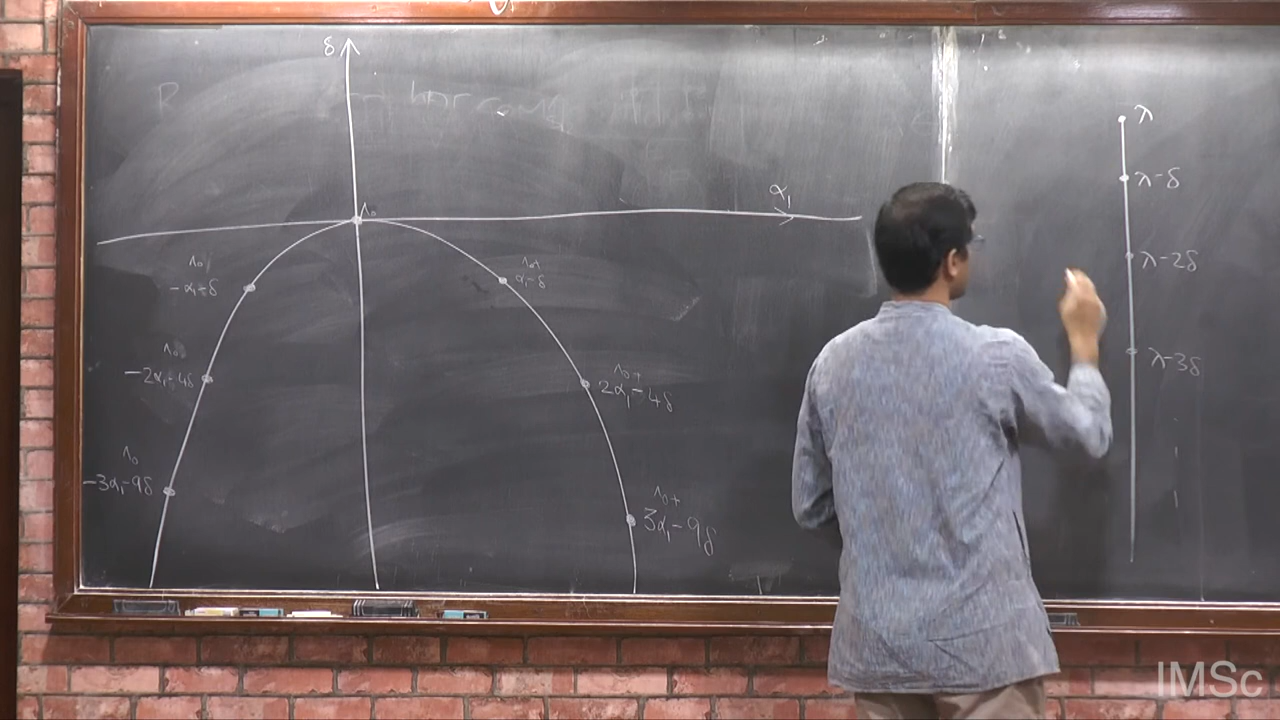 δ
α₁
Λ₀
Λ₀
-α₁-δ
Λ₀+
α₁-δ
Λ₀
-2α₁-4δ
Λ₀+
2α₁-4δ
Λ₀
-3α₁-9δ
Λ₀+
3α₁-9δ
λ
λ-δ
λ-2δ
λ-3δ
IMSc